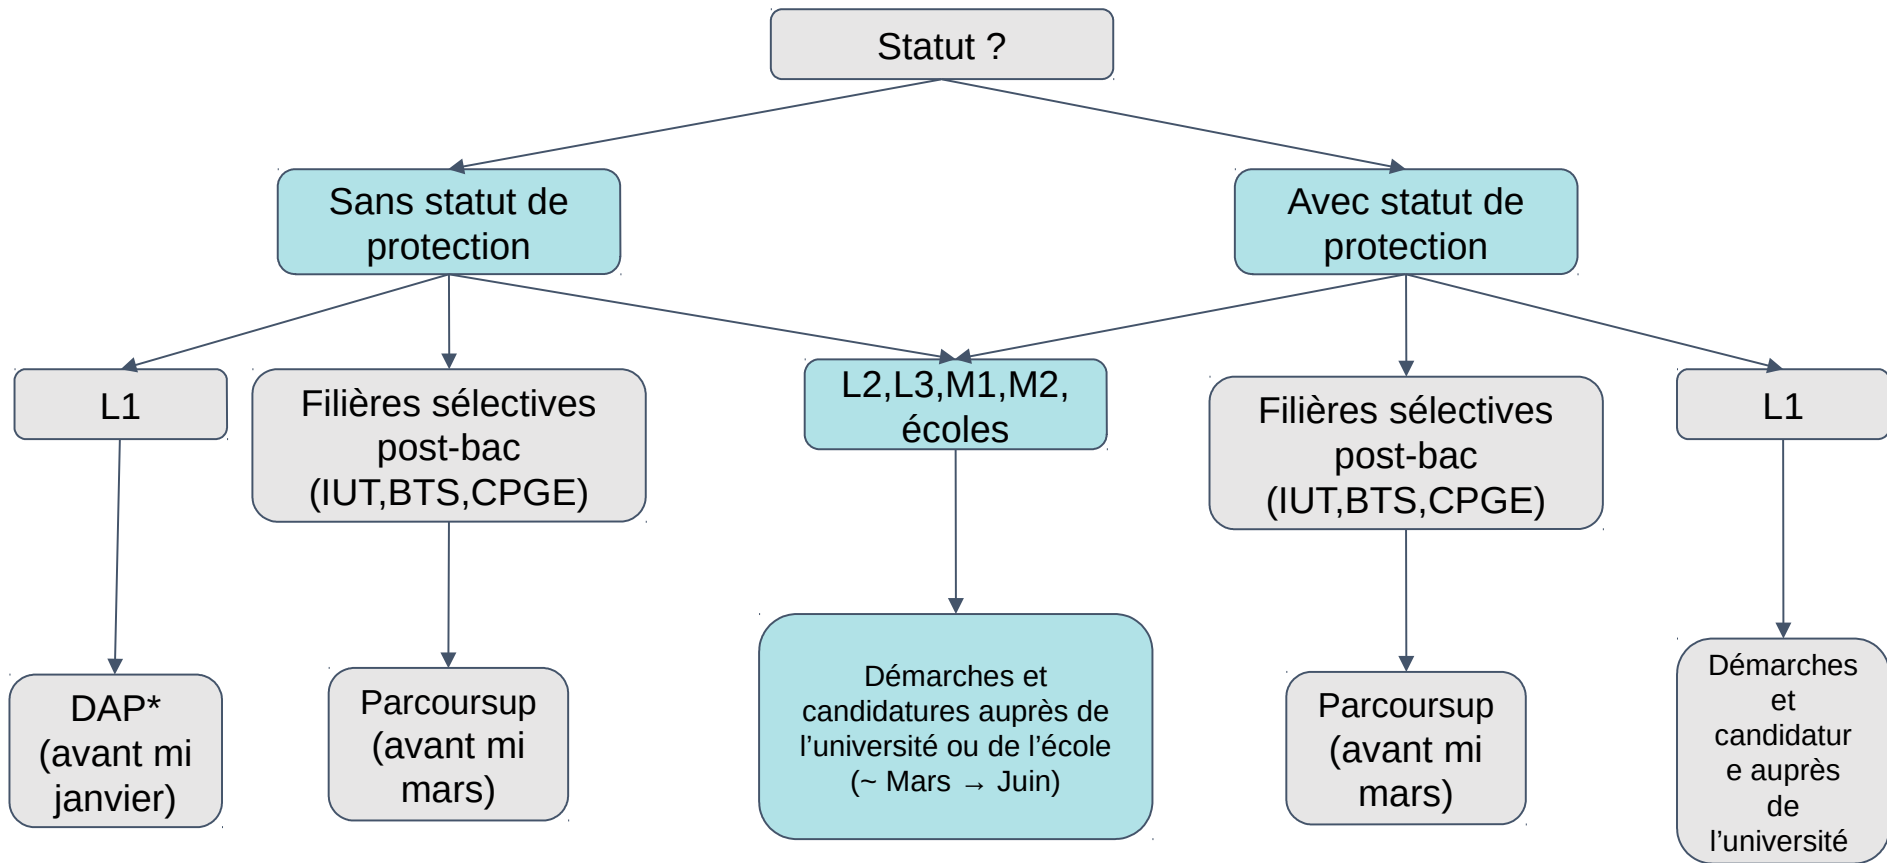 Statut ?
Sans statut de
protection
Avec statut de
protection
L1
Filières sélectives
post-bac
(IUT,BTS,CPGE)
L2,L3,M1,M2,
écoles
Filières sélectives
post-bac
(IUT,BTS,CPGE)
L1
DAP*
(avant mi
janvier)
Parcoursup
(avant mi
mars)
Démarches et
candidatures auprès de
l’université ou de l’école
(~ Mars → Juin)
Parcoursup
(avant mi
mars)
Démarches
et
candidatur
e auprès
de
l’université